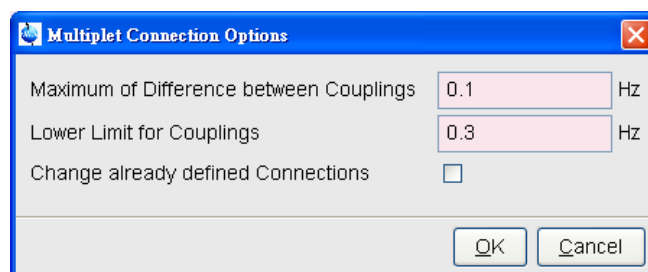 Multiplet Connection Options
Maximum of Difference between Couplings 0.1 Hz
Lower Limit for Couplings 0.3 Hz
Change already defined Connections
OK Cancel